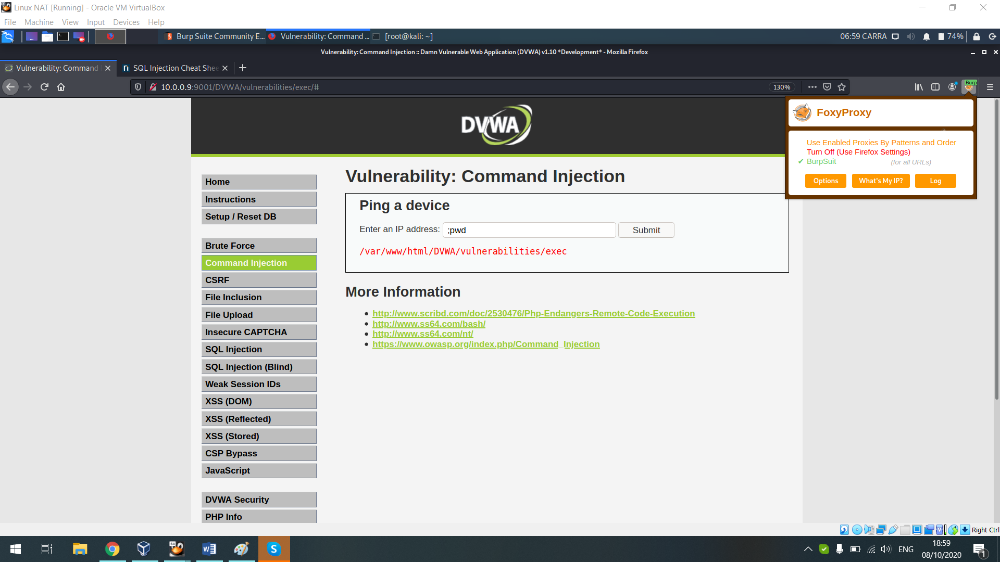 Linux NAT [Running] - Oracle VM VirtualBox
File Machine View Input Devices Help
Burp Suite Community E... Vulnerability: Command ... [root@kali: ~] 06:59 CARRA 74%
Vulnerability: Command Injection :: Damn Vulnerable Web Application (DVWA) v1.10 *Development* - Mozilla Firefox
Vulnerability: Command SQL Injection Cheat Shee
10.0.0.9:9001/DVWA/vulnerabilities/exec/# 130% Burp
FoxyProxy
Use Enabled Proxies By Patterns and Order
Turn Off (Use Firefox Settings)
✔ BurpSuit (for all URLs)
Options What's My IP? Log
DVWA
Home
Instructions
Setup / Reset DB
Brute Force
Command Injection
CSRF
File Inclusion
File Upload
Insecure CAPTCHA
SQL Injection
SQL Injection (Blind)
Weak Session IDs
XSS (DOM)
XSS (Reflected)
XSS (Stored)
CSP Bypass
JavaScript
DVWA Security
PHP Info
Vulnerability: Command Injection
Ping a device
Enter an IP address: ;pwd Submit
/var/www/html/DVWA/vulnerabilities/exec
More Information
http://www.scribd.com/doc/2530476/Php-Endangers-Remote-Code-Execution
http://www.ss64.com/bash/
http://www.ss64.com/nt/
https://www.owasp.org/index.php/Command_Injection
Right Ctrl
ENG 18:59
08/10/2020
1